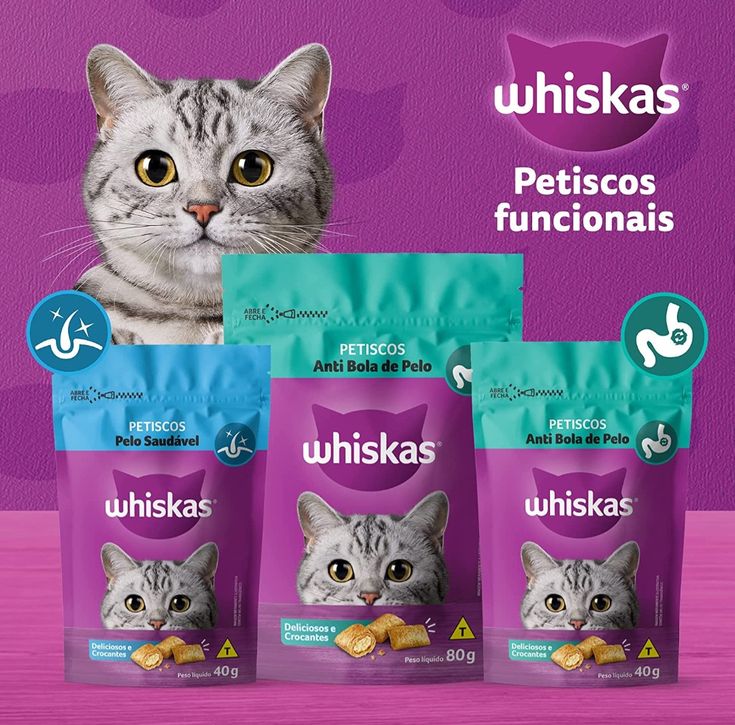 whiskas®
Petiscos
funcionais
ABRE E
FECHA
PETISCOS
Anti Bola de Pelo
whiskas®
Deliciosos e
Crocantes
T
Peso líquido 80g
ABRE E
FECHA
PETISCOS
Pelo Saudável
whiskas®
Deliciosos e
Crocantes
T
Peso líquido 40g
ABRE E
FECHA
PETISCOS
Anti Bola de Pelo
whiskas®
Deliciosos e
Crocantes
T
Peso líquido 40g